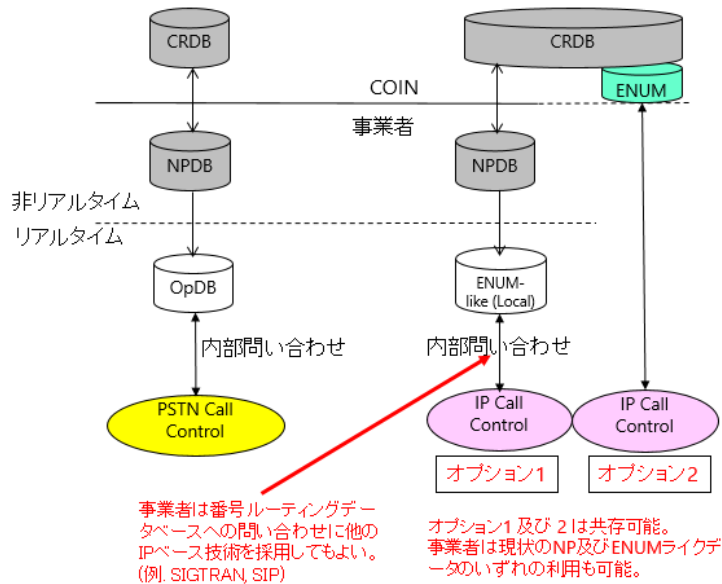 CRDB
CRDB
ENUM
COIN
事業者
NPDB
NPDB
非リアルタイム
リアルタイム
OpDB
ENUM-
like (Local)
内部問い合わせ
内部問い合わせ
PSTN Call
Control
IP Call
Control
IP Call
Control
オプション1
オプション2
事業者は番号ルーティングデー
タベースへの問い合わせに他の
IPベース技術を採用してもよい。
(例. SIGTRAN, SIP)
オプション1 及び 2 は共存可能。
事業者は現状のNP及びENUMライクデ
ータのいずれの利用も可能。